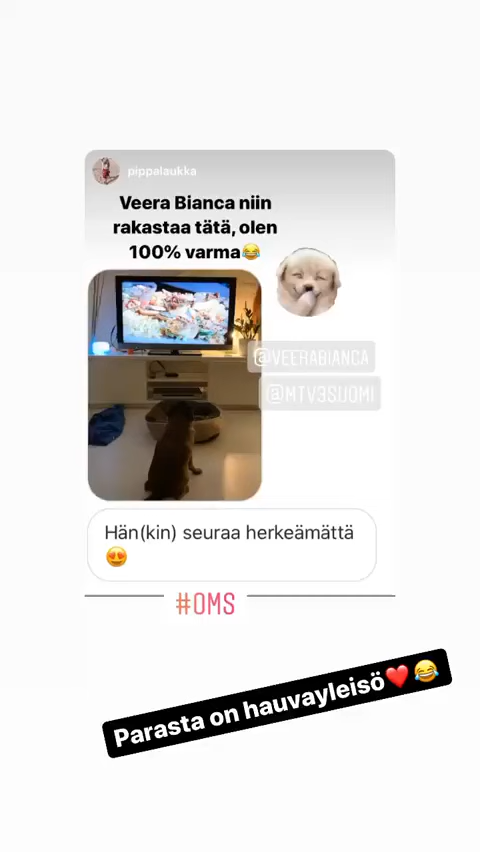 pippalaukka
Veera Bianca niin
rakastaa tätä, olen
100% varma😂
@VEERABIANCA
@MTV3SUOMI
Hän(kin) seuraa herkeämättä
😍
#OMS
Parasta on hauvayleisö❤️😂